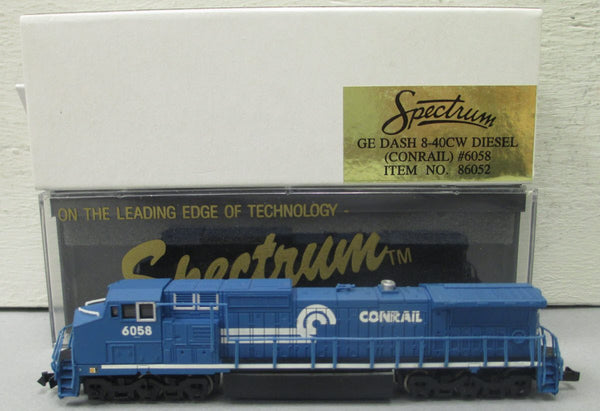 Spectrum
GE DASH 8-40CW DIESEL
(CONRAIL) #6058
ITEM NO. 86052
ON THE LEADING EDGE OF TECHNOLOGY -
Spectrum TM
6058
CONRAIL